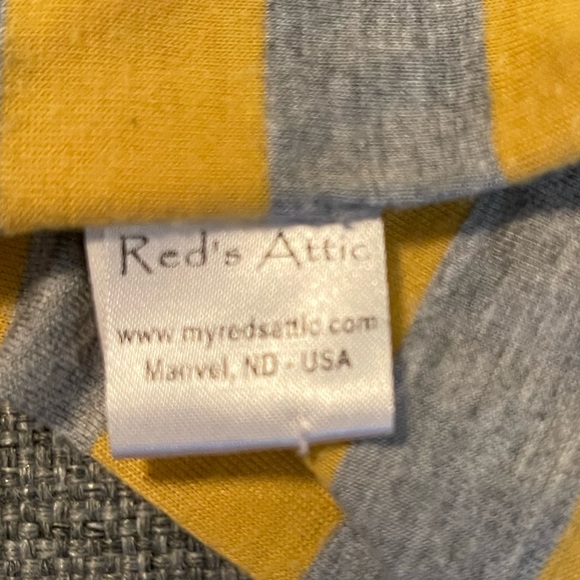 Red's Attic
www.myredsattic.com
Manvel, ND - USA